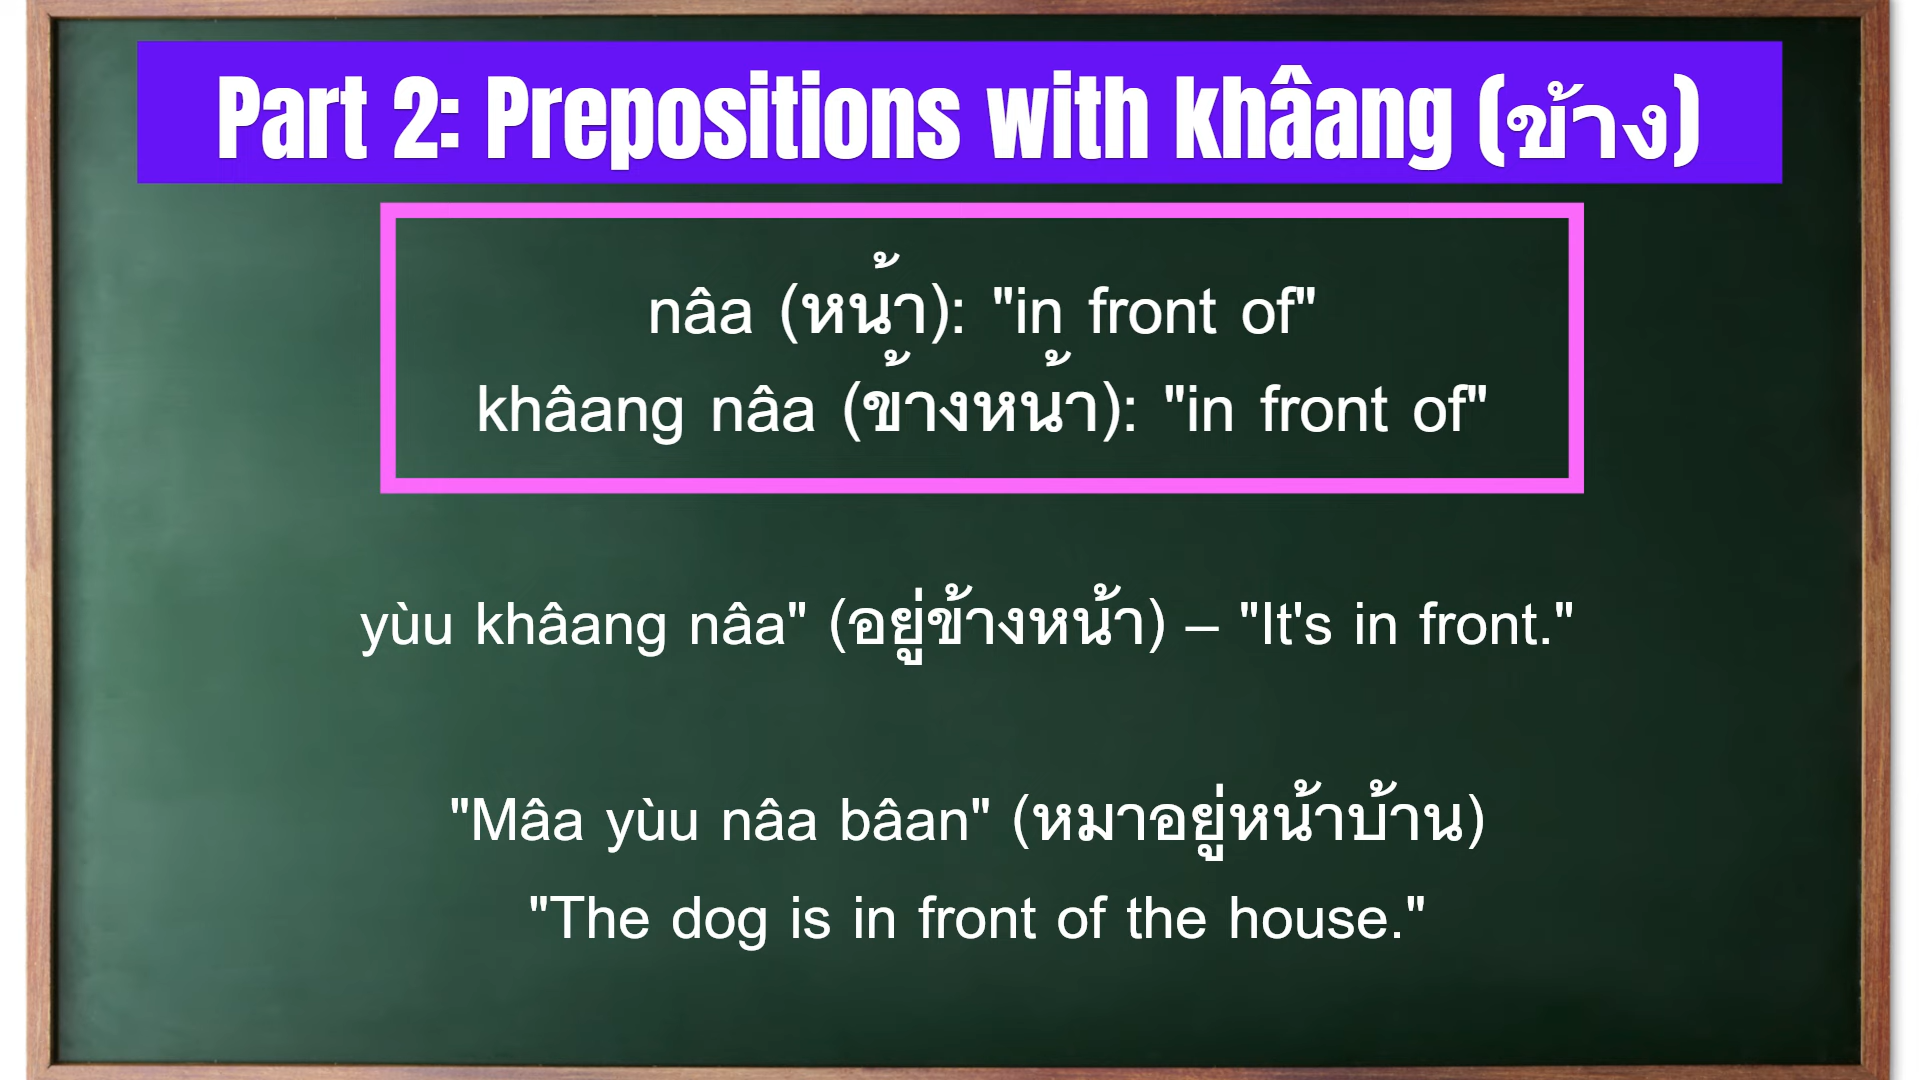 Part 2: Prepositions with khâang (ข้าง)
nâa (หน้า): "in front of"
khâang nâa (ข้างหน้า): "in front of"
yùu khâang nâa" (อยู่ข้างหน้า) – "It's in front."
"Mâa yùu nâa bâan" (หมาอยู่หน้าบ้าน)
"The dog is in front of the house."